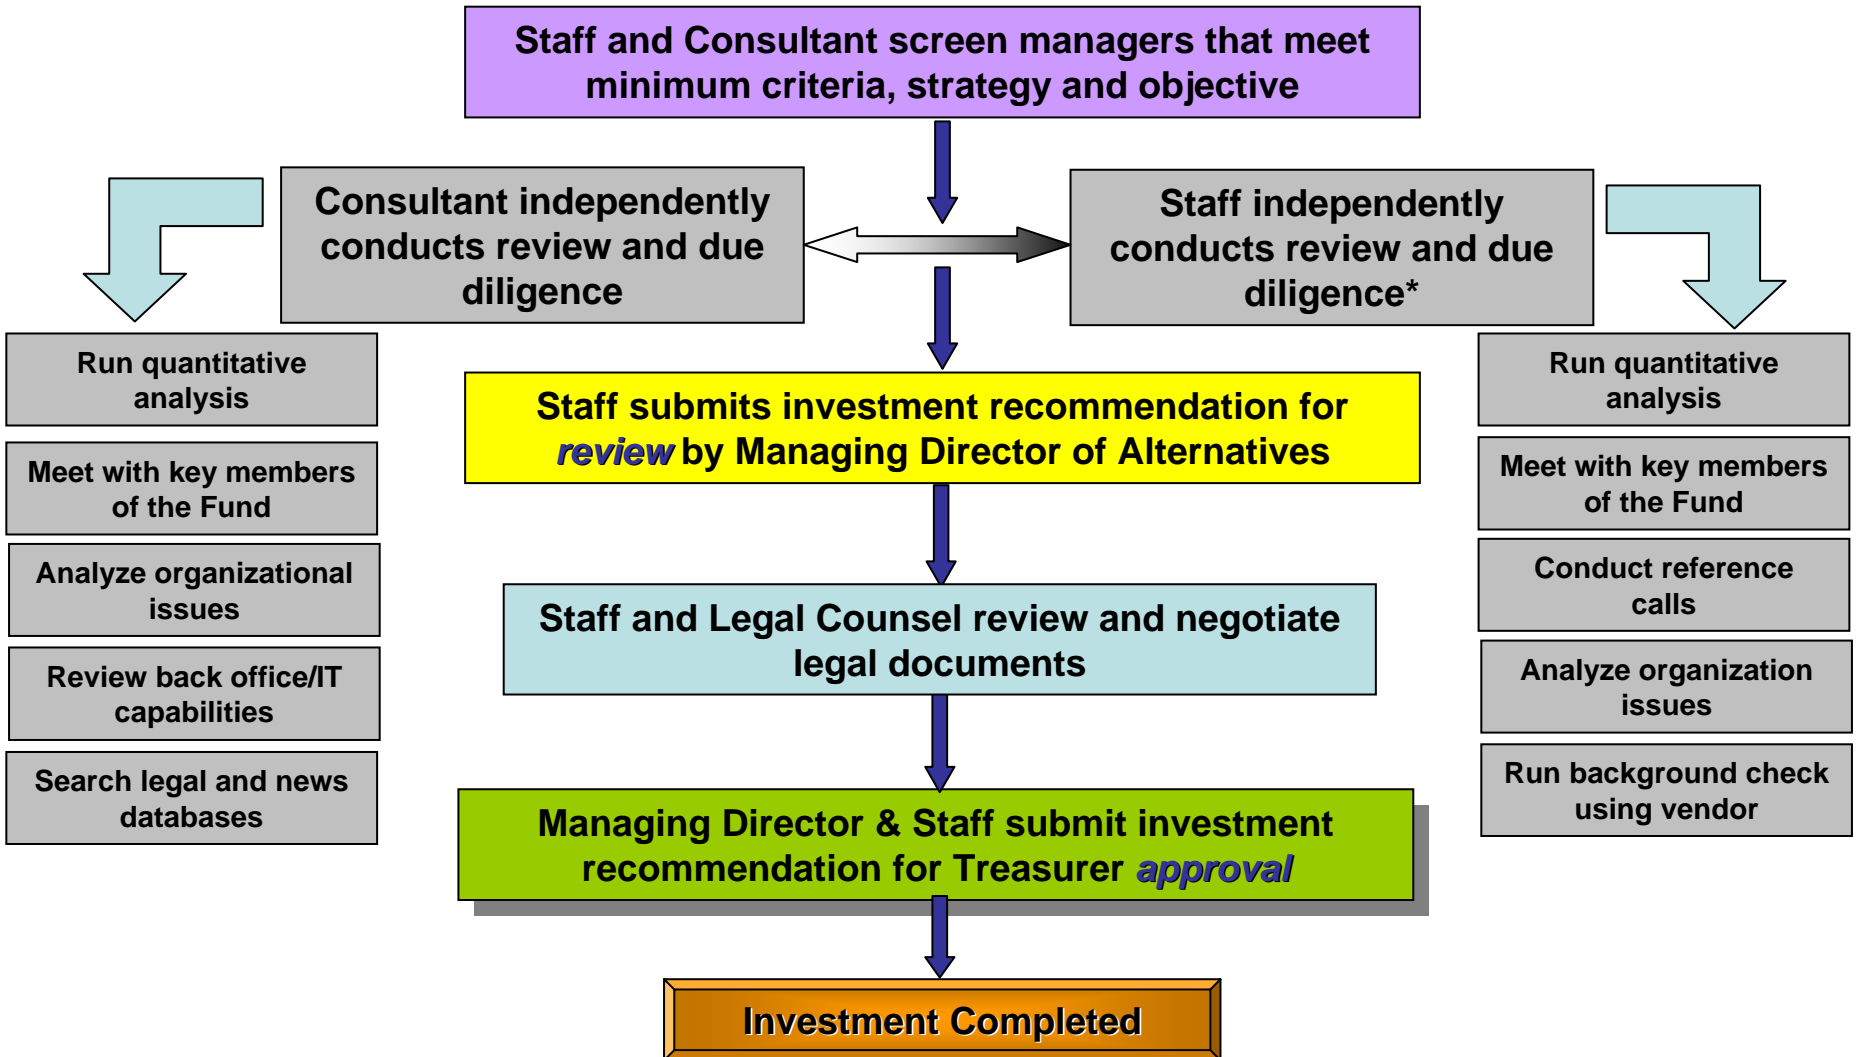 Staff and Consultant screen managers that meet
minimum criteria, strategy and objective
Consultant independently
conducts review and due
diligence
Staff independently
conducts review and due
diligence*
Run quantitative
analysis
Meet with key members
of the Fund
Analyze organizational
issues
Review back office/IT
capabilities
Search legal and news
databases
Staff submits investment recommendation for
review by Managing Director of Alternatives
Staff and Legal Counsel review and negotiate
legal documents
Managing Director & Staff submit investment
recommendation for Treasurer approval
Investment Completed
Run quantitative
analysis
Meet with key members
of the Fund
Conduct reference
calls
Analyze organization
issues
Run background check
using vendor